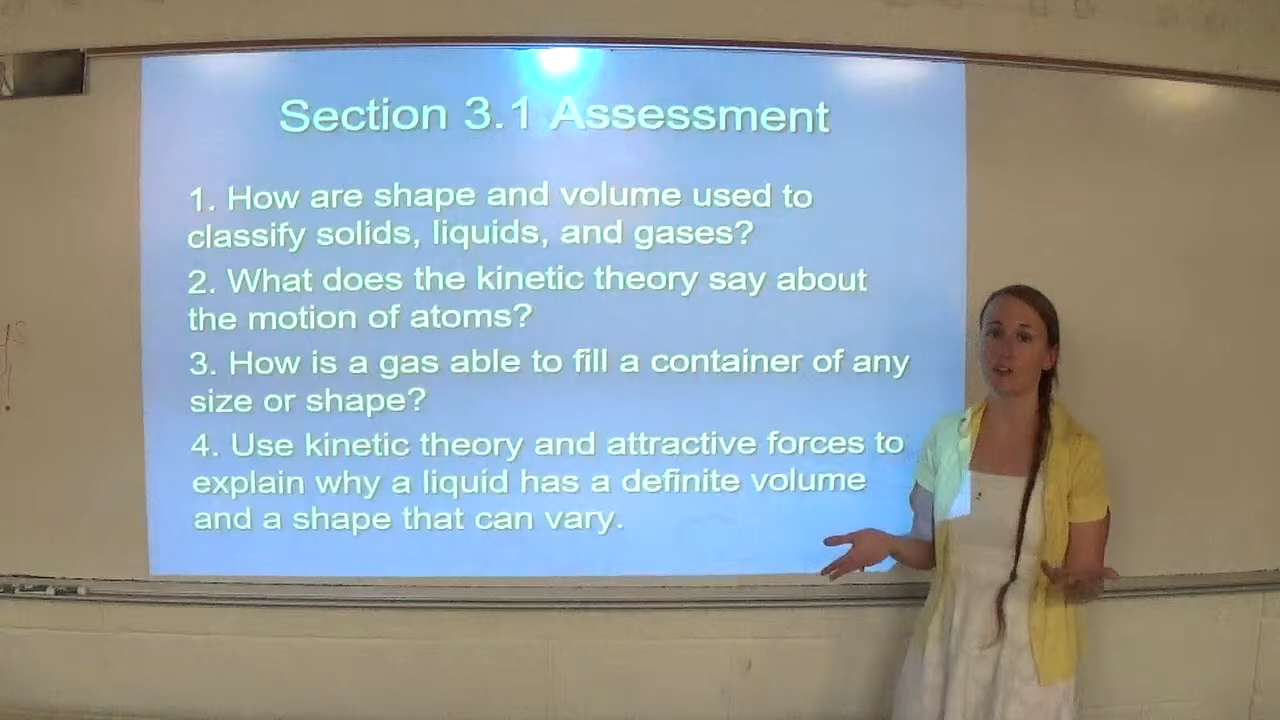 Section 3.1 Assessment
1. How are shape and volume used to
classify solids, liquids, and gases?
2. What does the kinetic theory say about
the motion of atoms?
3. How is a gas able to fill a container of any
size or shape?
4. Use kinetic theory and attractive forces to
explain why a liquid has a definite volume
and a shape that can vary.